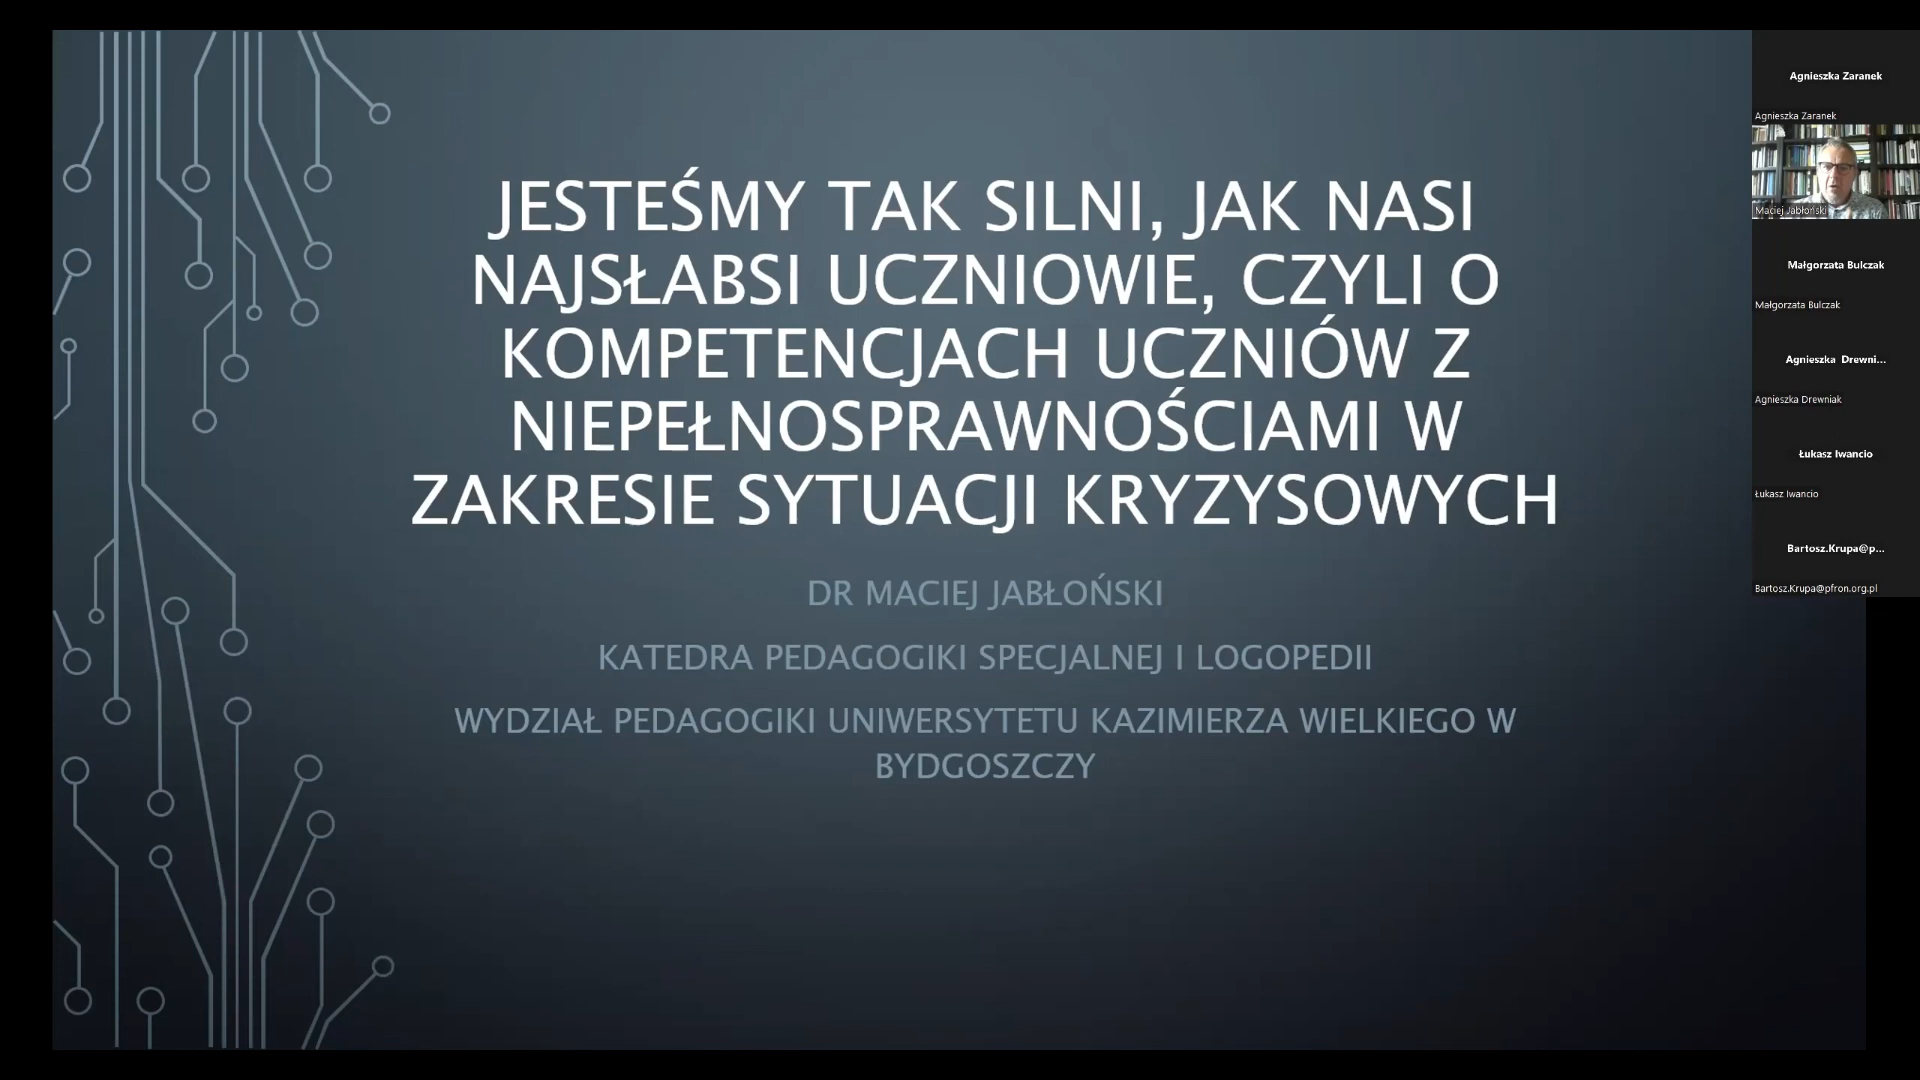 JESTEŚMY TAK SILNI, JAK NASI
NAJSŁABSI UCZNIOWIE, CZYLI O
KOMPETENCJACH UCZNIÓW Z
NIEPEŁNOSPRAWNOŚCIAMI W
ZAKRESIE SYTUACJI KRYZYSOWYCH
DR MACIEJ JABŁOŃSKI
KATEDRA PEDAGOGIKI SPECJALNEJ I LOGOPEDII
WYDZIAŁ PEDAGOGIKI UNIWERSYTETU KAZIMIERZA WIELKIEGO W
BYDGOSZCZY
Agnieszka Zaranek
Agnieszka Zaranek
Maciej Jabłoński
Małgorzata Bulczak
Małgorzata Bulczak
Agnieszka Drewni...
Agnieszka Drewniak
Łukasz Iwancio
Łukasz Iwancio
Bartosz.Krupa@p...
Bartosz.Krupa@pfron.org.pl